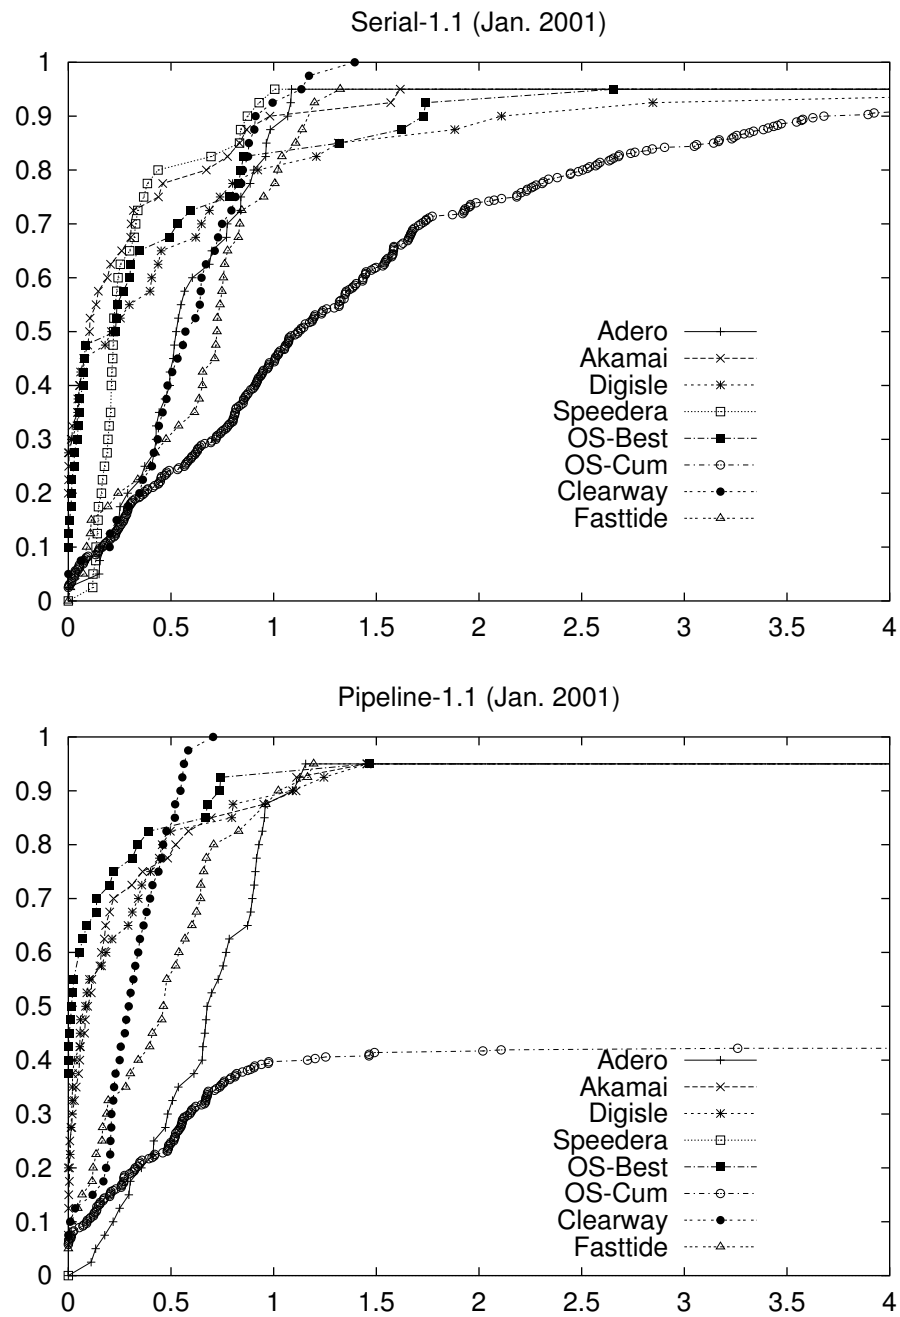 Serial-1.1 (Jan. 2001)
1
0.9
0.8
0.7
0.6
0.5
0.4
0.3
0.2
0.1
0
Adero
Akamai
Digisle
Speedera
OS-Best
OS-Cum
Clearway
Fasttide
0 0.5 1 1.5 2 2.5 3 3.5 4
Pipeline-1.1 (Jan. 2001)
1
0.9
0.8
0.7
0.6
0.5
0.4
0.3
0.2
0.1
0
Adero
Akamai
Digisle
Speedera
OS-Best
OS-Cum
Clearway
Fasttide
0 0.5 1 1.5 2 2.5 3 3.5 4